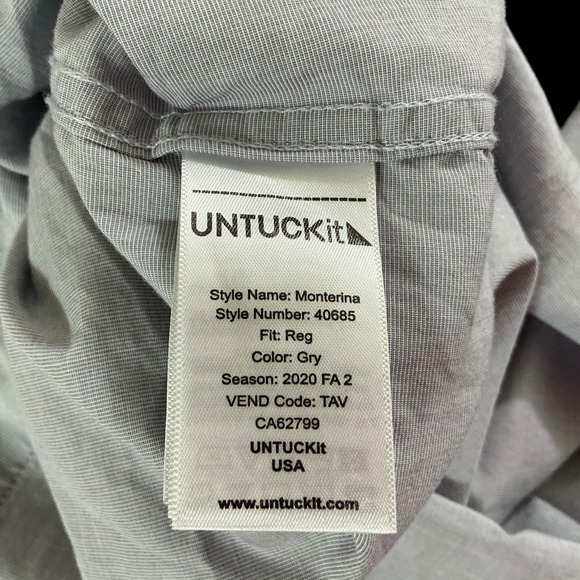 UNTUCKit
Style Name: Monterina
Style Number: 40685
Fit: Reg
Color: Gry
Season: 2020 FA 2
VEND Code: TAV
CA62799
UNTUCKit
USA
www.untuckIt.com